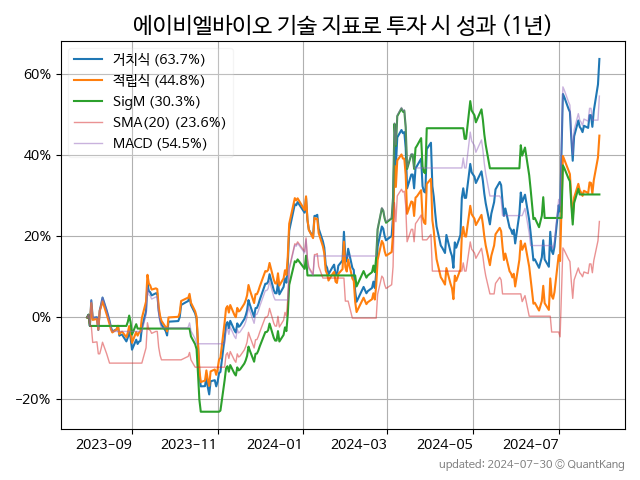 에이비엘바이오 기술 지표로 투자 시 성과 (1년)
거치식 (63.7%)
적립식 (44.8%)
SigM (30.3%)
SMA(20) (23.6%)
MACD (54.5%)
60%
40%
20%
0%
−20%
2023-09 2023-11 2024-01 2024-03 2024-05 2024-07
updated: 2024-07-30 © QuantKang